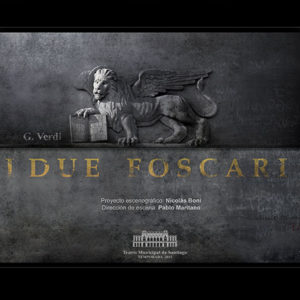 G. Verdi
I DUE FOSCARI
Proyecto escenográfico: Nicolás Boni
Dirección de escena: Pablo Maritano
Teatro Municipal de Santiago